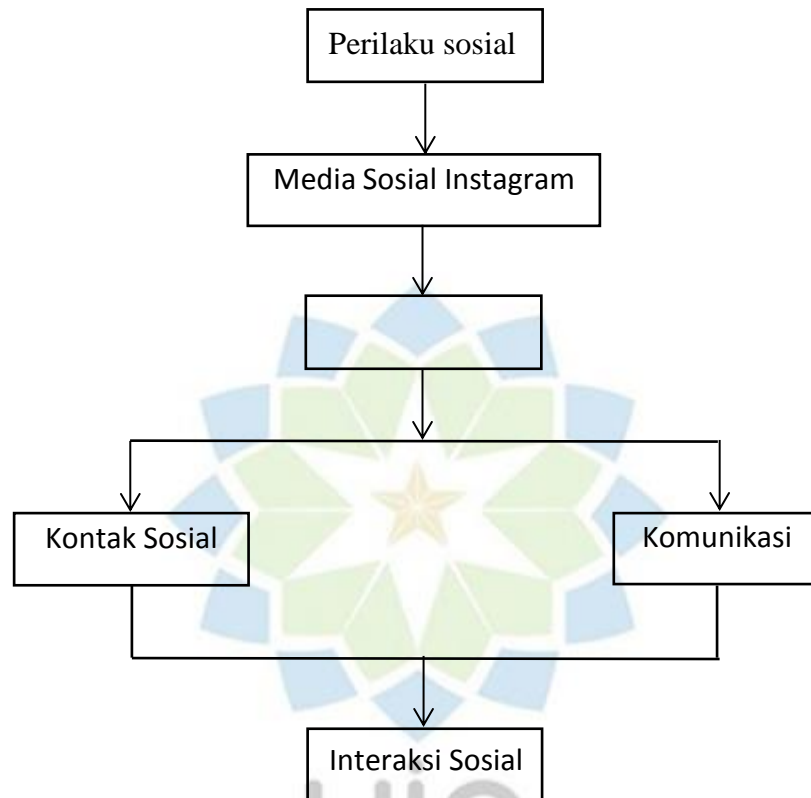 Perilaku sosial
Media Sosial Instagram
Kontak Sosial
Komunikasi
Interaksi Sosial